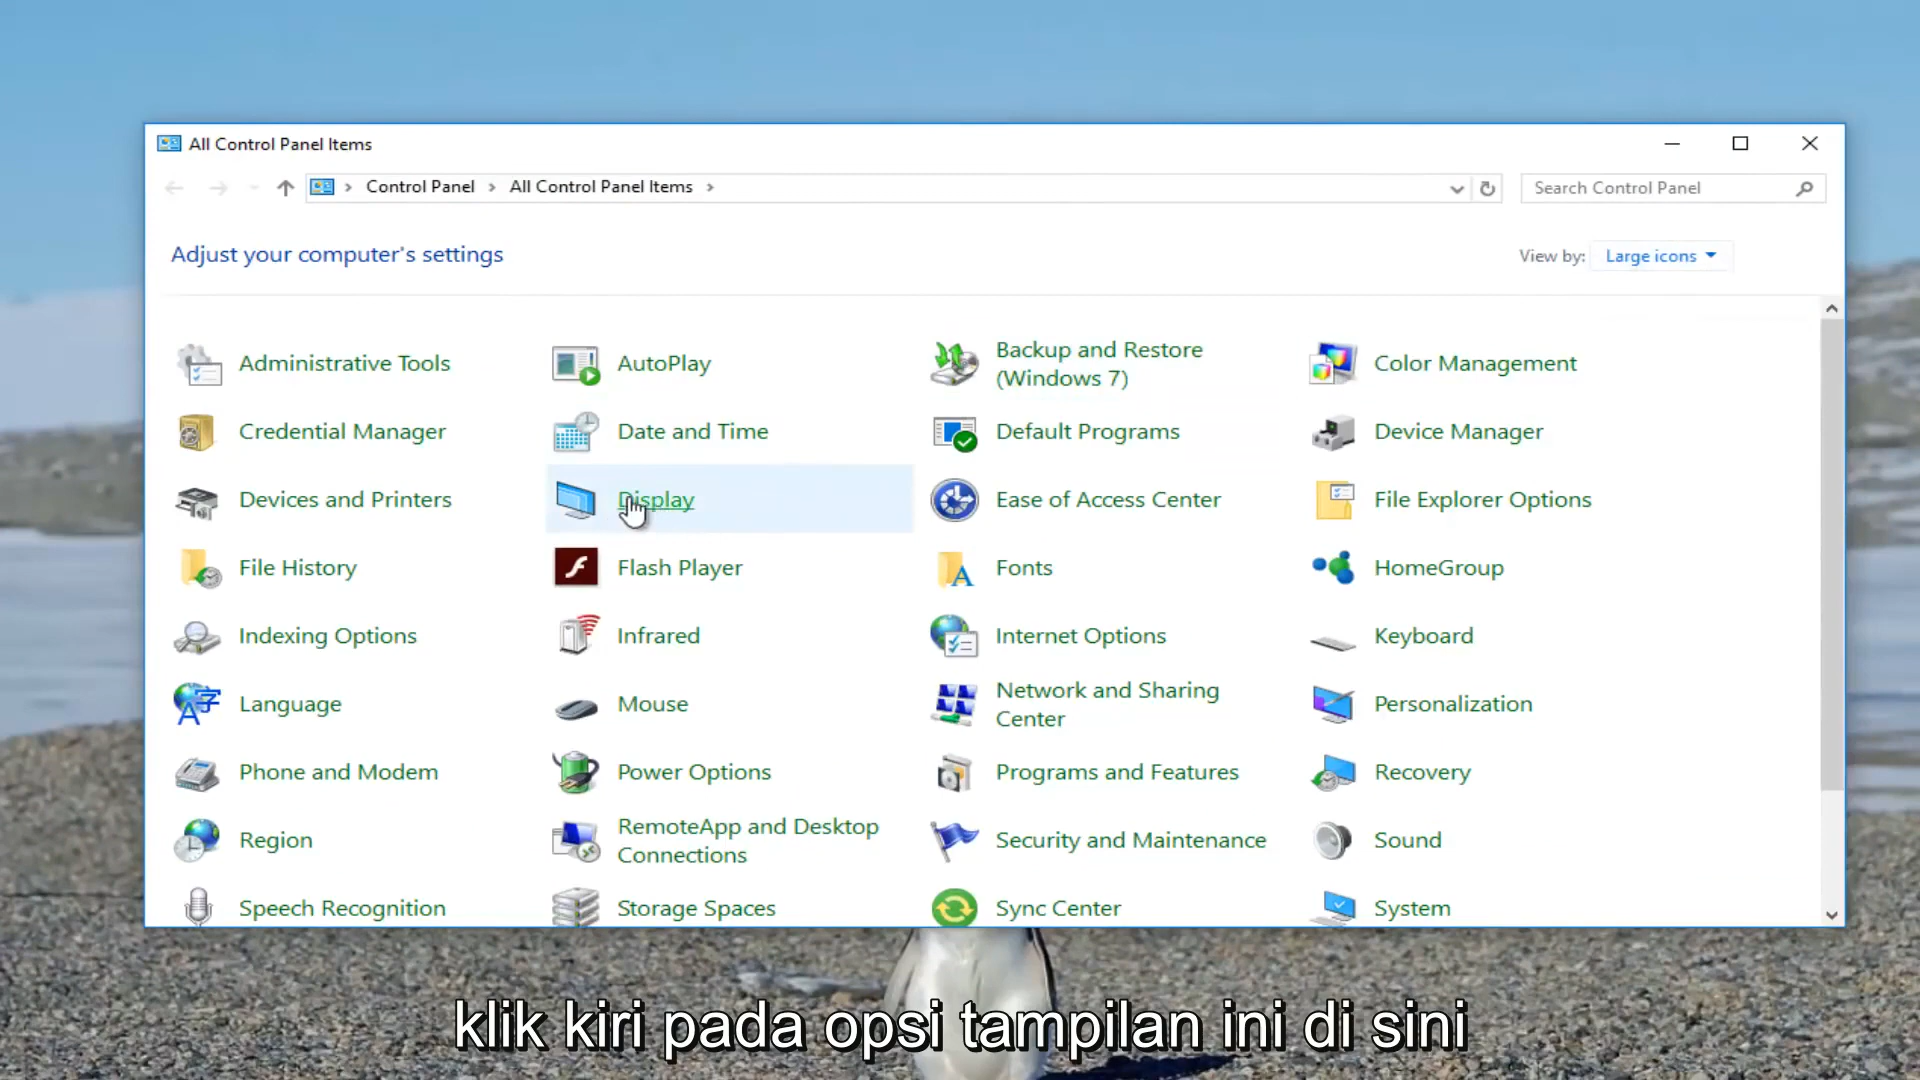 All Control Panel Items
Control Panel
All Control Panel Items
Search Control Panel
Adjust your computer's settings
View by:
Large icons
Administrative Tools
AutoPlay
Backup and Restore
(Windows 7)
Color Management
Credential Manager
Date and Time
Default Programs
Device Manager
Devices and Printers
Display
Ease of Access Center
File Explorer Options
File History
Flash Player
Fonts
HomeGroup
Indexing Options
Infrared
Internet Options
Keyboard
Language
Mouse
Network and Sharing
Center
Personalization
Phone and Modem
Power Options
Programs and Features
Recovery
Region
RemoteApp and Desktop
Connections
Security and Maintenance
Sound
Speech Recognition
Storage Spaces
Sync Center
System
klik kiri pada opsi tampilan ini di sini